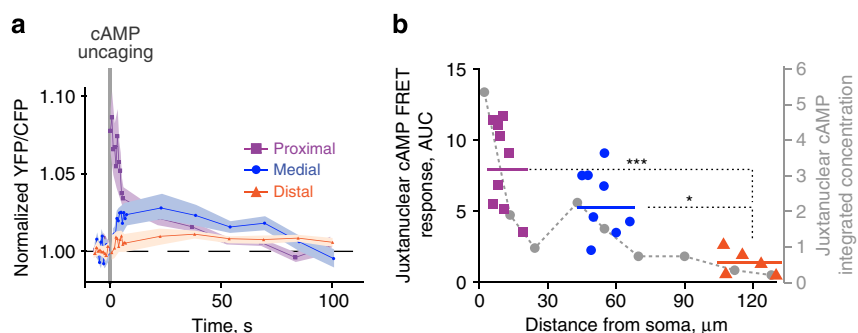 a
cAMP
uncaging
Normalized YFP/CFP
1.10
1.05
1.00
Proximal
Medial
Distal
0
50
100
Time, s
b
Juxtanuclear cAMP FRET
response, AUC
15
10
5
0
***
*
6
5
4
3
2
1
0
Juxtanuclear cAMP
integrated concentration
0
30
60
90
120
Distance from soma, μm